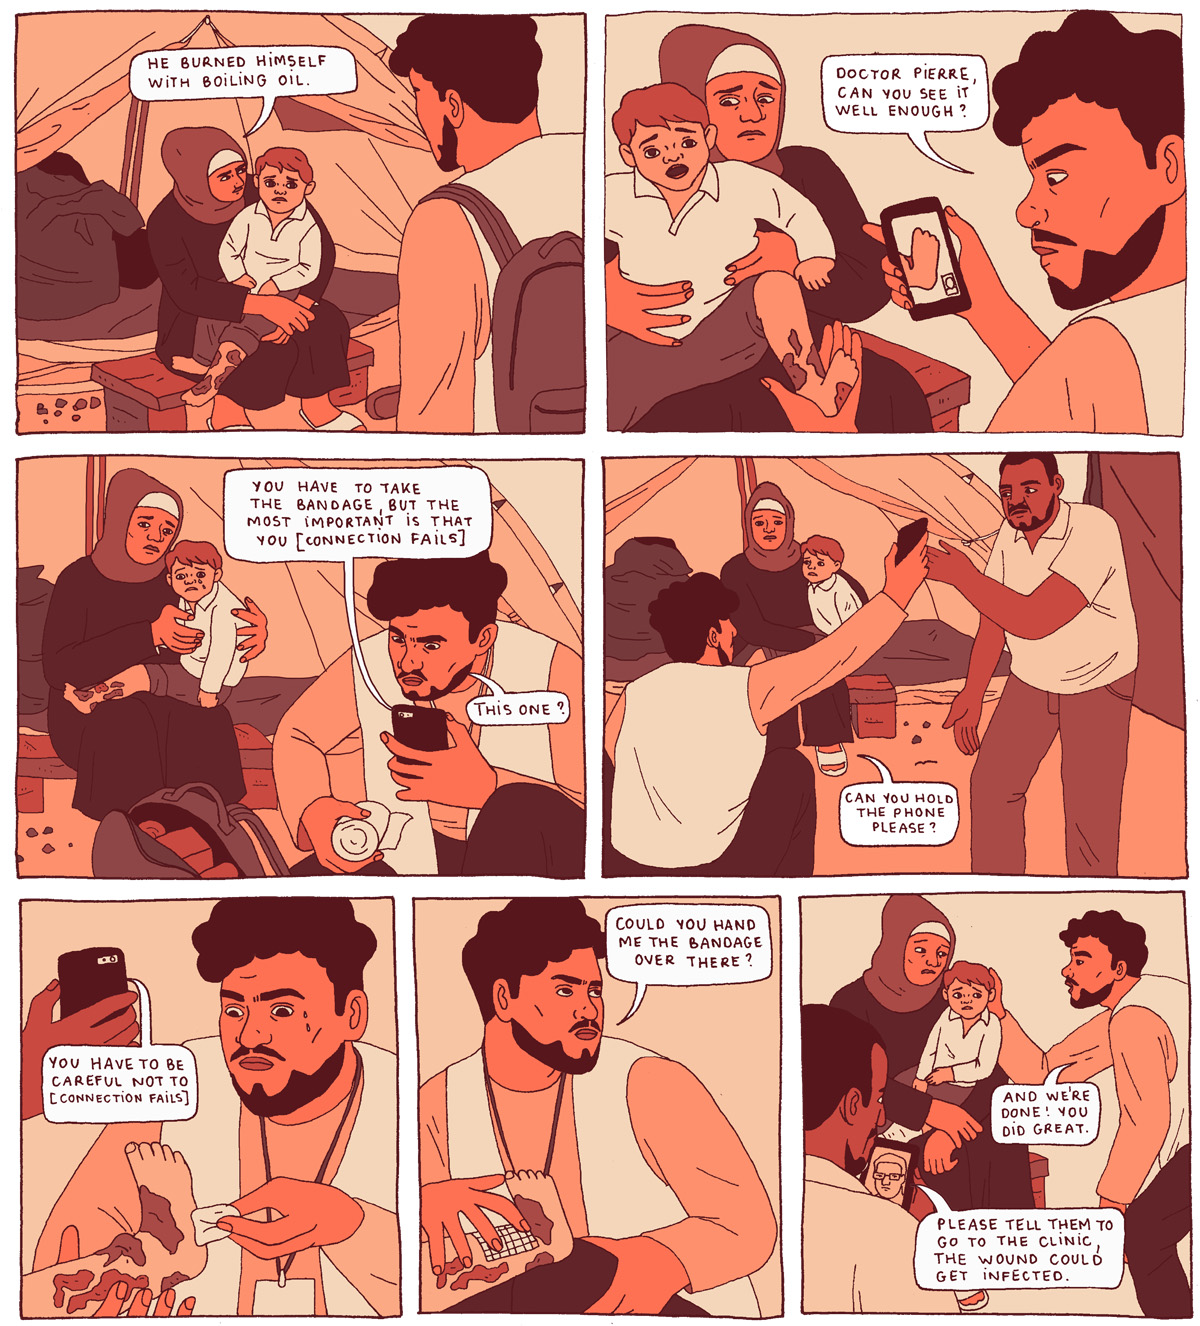 HE BURNED HIMSELF
WITH BOILING OIL.
DOCTOR PIERRE,
CAN YOU SEE IT
WELL ENOUGH?
YOU HAVE TO TAKE
THE BANDAGE, BUT THE
MOST IMPORTANT IS THAT
YOU [CONNECTION FAILS]
THIS ONE?
CAN YOU HOLD
THE PHONE
PLEASE?
YOU HAVE TO BE
CAREFUL NOT TO
[CONNECTION FAILS]
COULD YOU HAND
ME THE BANDAGE
OVER THERE?
AND WE'RE
DONE! YOU
DID GREAT.
PLEASE TELL THEM TO
GO TO THE CLINIC,
THE WOUND COULD
GET INFECTED.